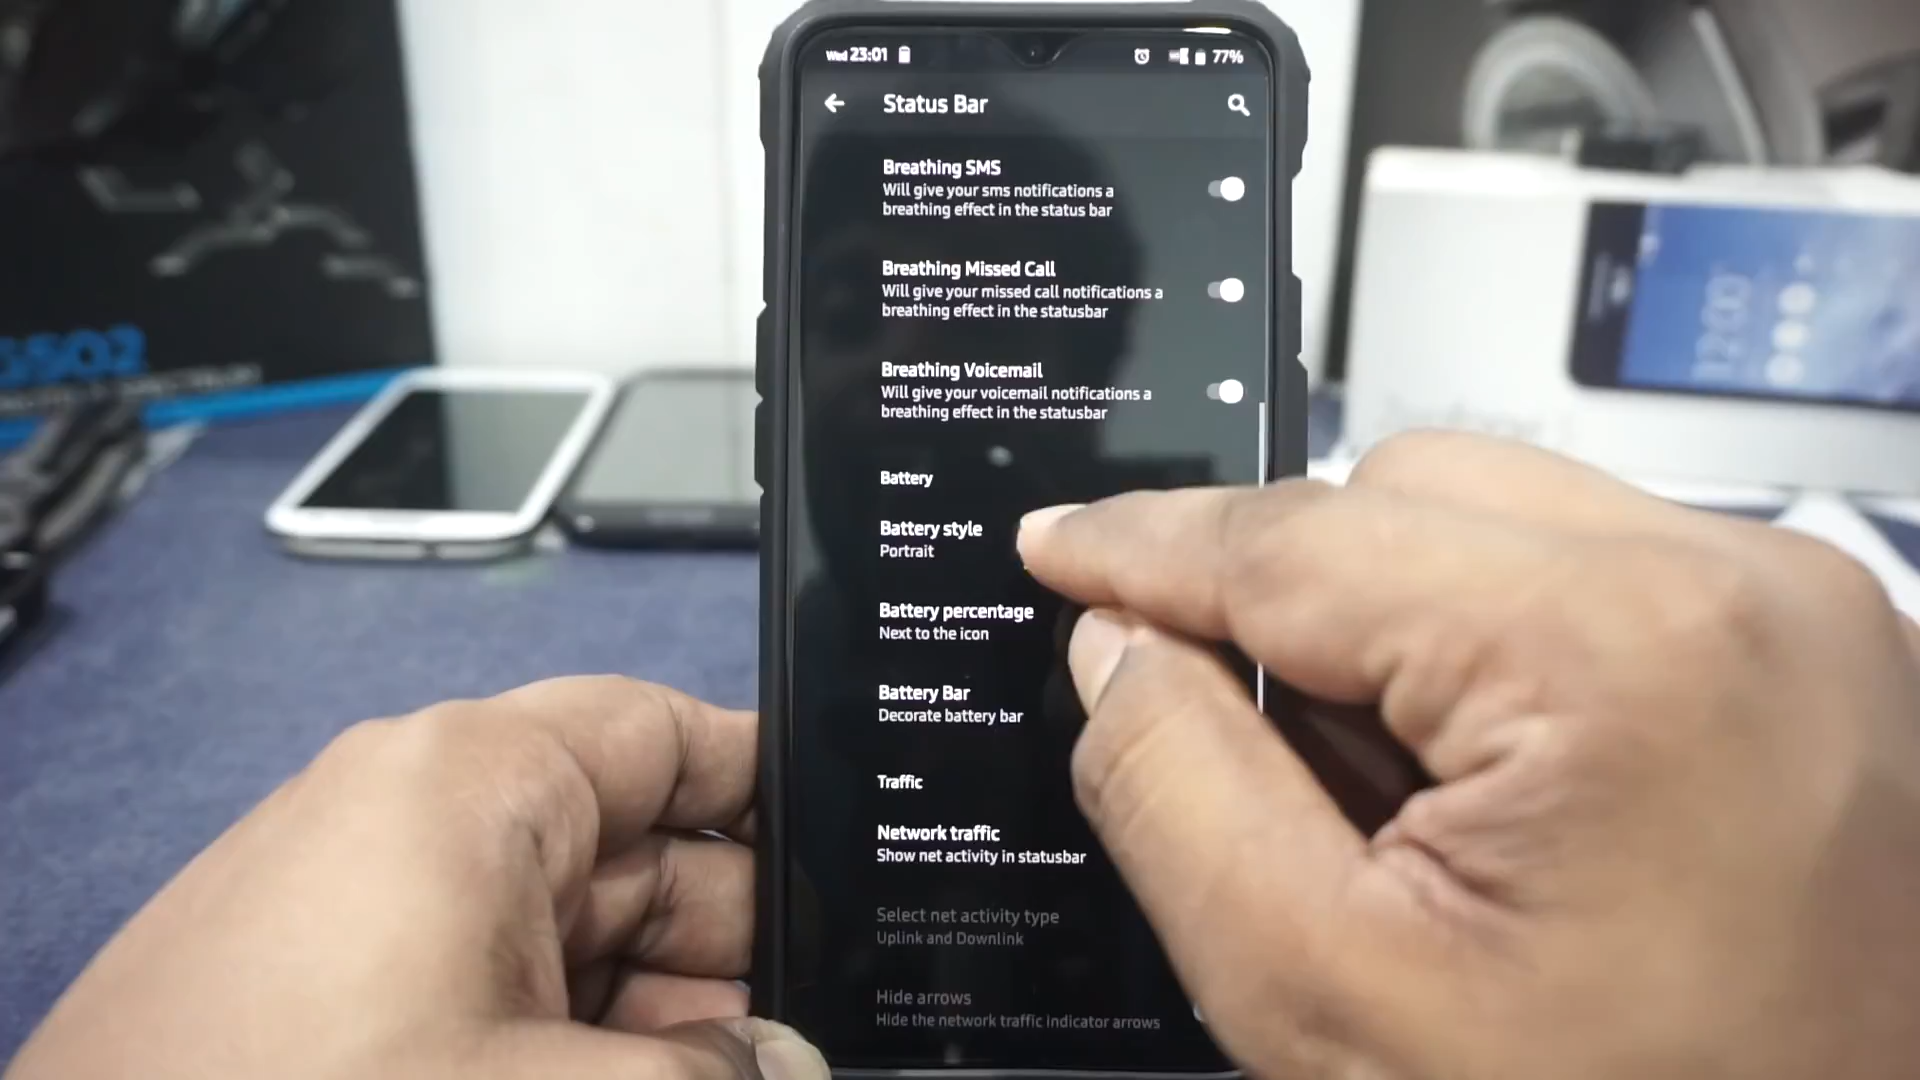 Wed 23:01
77%
Status Bar
Breathing SMS
Will give your sms notifications a
breathing effect in the status bar
Breathing Missed Call
Will give your missed call notifications a
breathing effect in the statusbar
Breathing Voicemail
Will give your voicemail notifications a
breathing effect in the statusbar
Battery
Battery style
Portrait
Battery percentage
Next to the icon
Battery Bar
Decorate battery bar
Traffic
Network traffic
Show net activity in statusbar
Select net activity type
Uplink and Downlink
Hide arrows
Hide the network traffic indicator arrows
G502
12:00